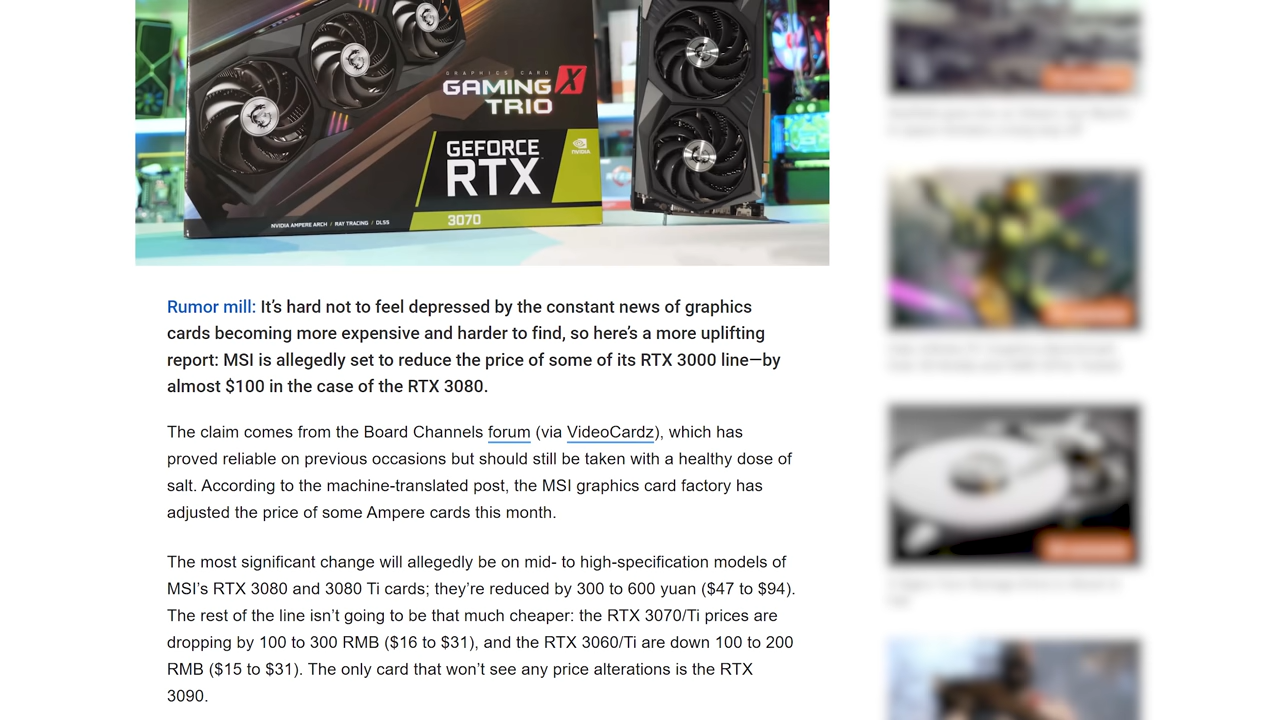 GRAPHICS CARD
GAMING X
TRIO
GEFORCE
RTX
NVIDIA
3070
NVIDIA AMPERE ARCH / RAY TRACING / DLSS
Rumor mill: It’s hard not to feel depressed by the constant news of graphics
cards becoming more expensive and harder to find, so here’s a more uplifting
report: MSI is allegedly set to reduce the price of some of its RTX 3000 line—by
almost $100 in the case of the RTX 3080.
The claim comes from the Board Channels forum (via VideoCardz), which has
proved reliable on previous occasions but should still be taken with a healthy dose of
salt. According to the machine-translated post, the MSI graphics card factory has
adjusted the price of some Ampere cards this month.
The most significant change will allegedly be on mid- to high-specification models of
MSI’s RTX 3080 and 3080 Ti cards; they’re reduced by 300 to 600 yuan ($47 to $94).
The rest of the line isn’t going to be that much cheaper: the RTX 3070/Ti prices are
dropping by 100 to 300 RMB ($16 to $31), and the RTX 3060/Ti are down 100 to 200
RMB ($15 to $31). The only card that won’t see any price alterations is the RTX
3090.